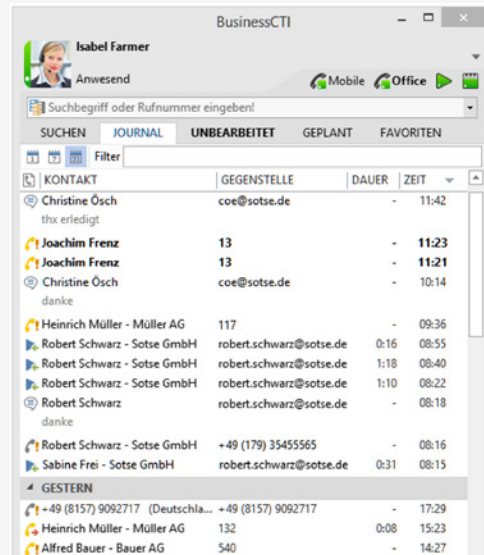 BusinessCTI
Isabel Farmer
Anwesend
Mobile Office
Suchbegriff oder Rufnummer eingeben!
SUCHEN JOURNAL UNBEARBEITET GEPLANT FAVORITEN
Filter
KONTAKT GEGENSTELLE DAUER ZEIT
Christine Ösch coe@sotse.de - 11:42
thx erledigt
Joachim Frenz 13 - 11:23
Joachim Frenz 13 - 11:21
Christine Ösch coe@sotse.de - 10:14
danke
Heinrich Müller - Müller AG 117 - 09:36
Robert Schwarz - Sotse GmbH robert.schwarz@sotse.de 0:16 08:55
Robert Schwarz - Sotse GmbH robert.schwarz@sotse.de 1:18 08:40
Robert Schwarz - Sotse GmbH robert.schwarz@sotse.de 1:10 08:22
Robert Schwarz robert.schwarz@sotse.de - 08:18
danke
Robert Schwarz - Sotse GmbH +49 (179) 35455565 - 08:16
Sabine Frei - Sotse GmbH robert.schwarz@sotse.de 0:31 08:15
GESTERN
+49 (8157) 9092717 (Deutschla... +49 (8157) 9092717 - 17:29
Heinrich Müller - Müller AG 132 0:08 15:23
Alfred Bauer - Bauer AG 540 - 14:27